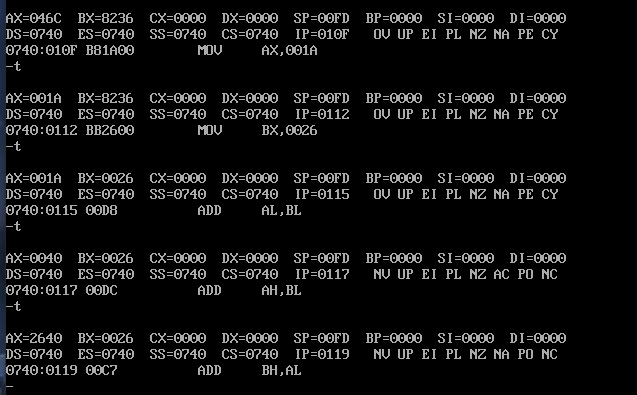 AX=046C  BX=8236  CX=0000  DX=0000  SP=00FD  BP=0000  SI=0000  DI=0000
DS=0740  ES=0740  SS=0740  CS=0740  IP=010F   OV UP EI PL NZ NA PE CY
0740:010F B81A00        MOV     AX,001A
-t
AX=001A  BX=8236  CX=0000  DX=0000  SP=00FD  BP=0000  SI=0000  DI=0000
DS=0740  ES=0740  SS=0740  CS=0740  IP=0112   OV UP EI PL NZ NA PE CY
0740:0112 BB2600        MOV     BX,0026
-t
AX=001A  BX=0026  CX=0000  DX=0000  SP=00FD  BP=0000  SI=0000  DI=0000
DS=0740  ES=0740  SS=0740  CS=0740  IP=0115   OV UP EI PL NZ NA PE CY
0740:0115 00D8          ADD     AL,BL
-t
AX=0040  BX=0026  CX=0000  DX=0000  SP=00FD  BP=0000  SI=0000  DI=0000
DS=0740  ES=0740  SS=0740  CS=0740  IP=0117   NV UP EI PL NZ AC PO NC
0740:0117 00DC          ADD     AH,BL
-t
AX=2640  BX=0026  CX=0000  DX=0000  SP=00FD  BP=0000  SI=0000  DI=0000
DS=0740  ES=0740  SS=0740  CS=0740  IP=0119   NV UP EI PL NZ NA PO NC
0740:0119 00C7          ADD     BH,AL
-